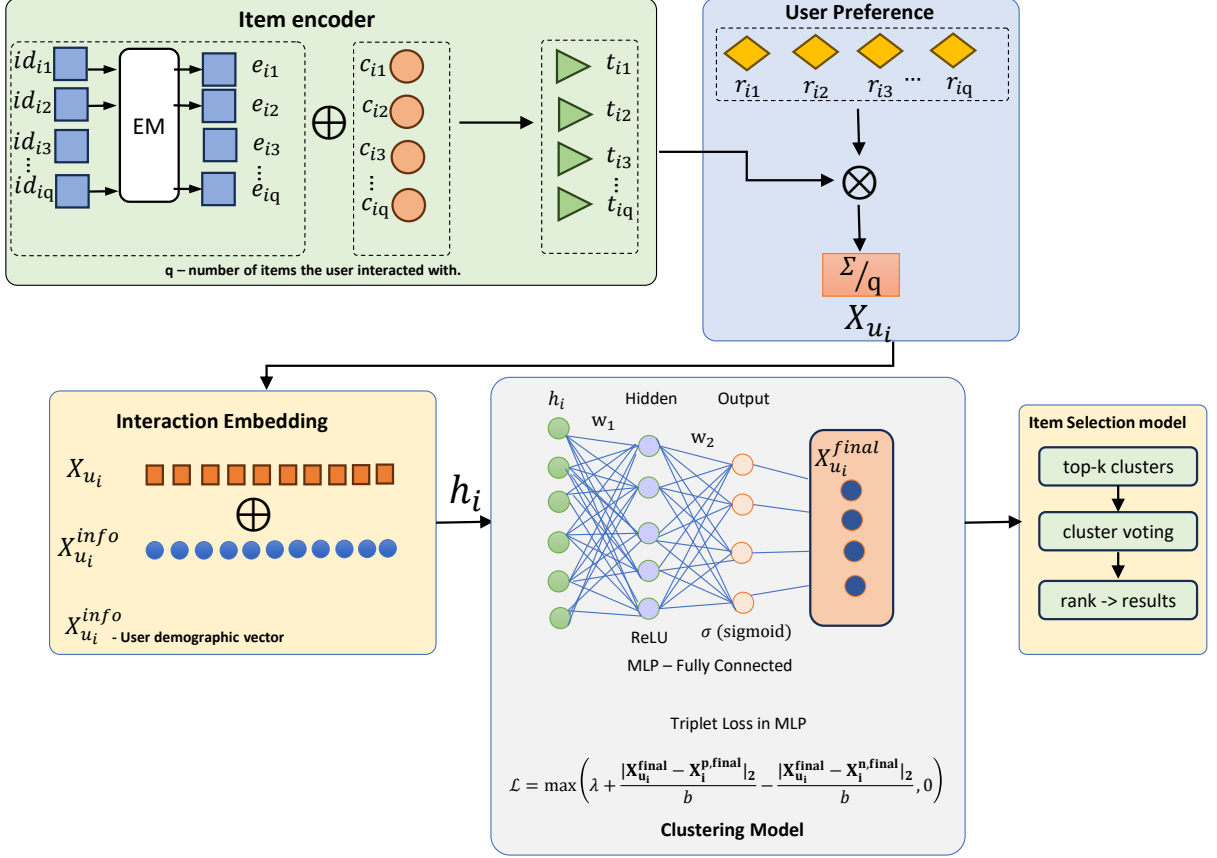 Item encoder
id_{i1}
id_{i2}
id_{i3}
⋮
id_{iq}
EM
e_{i1}
e_{i2}
e_{i3}
⋮
e_{iq}
⊕
c_{i1}
c_{i2}
c_{i3}
⋮
c_{iq}
t_{i1}
t_{i2}
t_{i3}
⋮
t_{iq}
q – number of items the user interacted with.
User Preference
r_{i1} r_{i2} r_{i3} ... r_{iq}
⊗
Σ/q
X_{u_i}
Interaction Embedding
X_{u_i}
⊕
X_{u_i}^{info}
X_{u_i}^{info} - User demographic vector
h_i
h_i Hidden Output
w_1 w_2
X_{u_i}^{final}
ReLU σ (sigmoid)
MLP – Fully Connected
Triplet Loss in MLP
ℒ = max(λ + |X_{u_i}^{final} − X_i^{p,final}|_2 / b − |X_{u_i}^{final} − X_i^{n,final}|_2 / b, 0)
Clustering Model
Item Selection model
top-k clusters
cluster voting
rank -> results